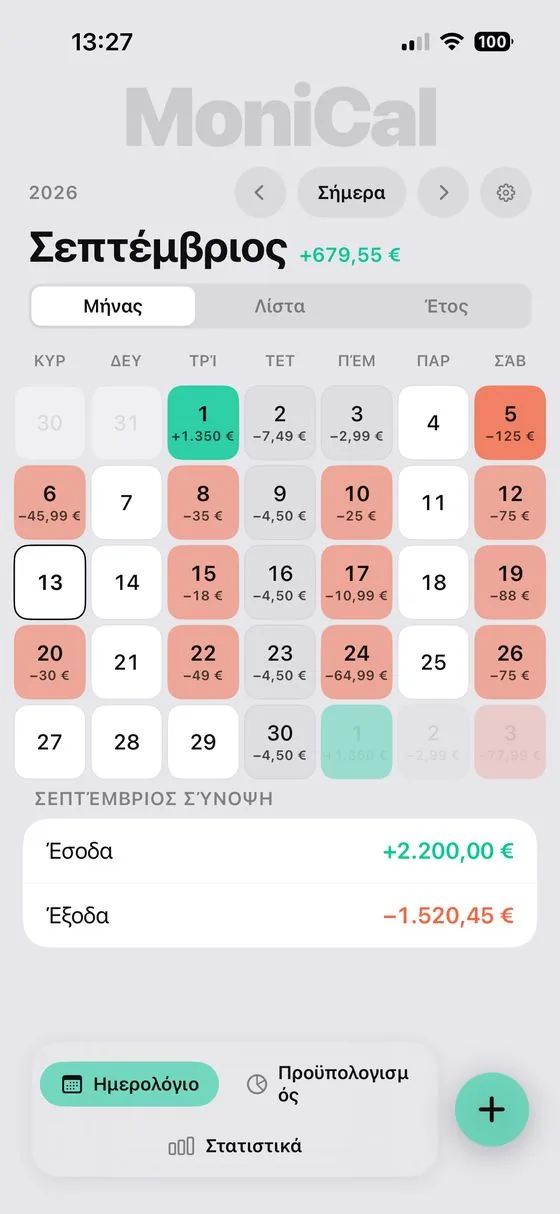 13:27
100
MoniCal
2026
Σήμερα
Σεπτέμβριος +679,55 €
Μήνας Λίστα Έτος
ΚΥΡ ΔΕΥ ΤΡΊ ΤΕΤ ΠΈΜ ΠΑΡ ΣΆΒ
30 31 1 2 3 4 5
+1.350 € −7,49 € −2,99 € −125 €
6 7 8 9 10 11 12
−45,99 € −35 € −4,50 € −25 € −75 €
13 14 15 16 17 18 19
−18 € −4,50 € −10,99 € −88 €
20 21 22 23 24 25 26
−30 € −49 € −4,50 € −64,99 € −75 €
27 28 29 30 1 2 3
−4,50 € +1.350 € −2,99 € −77,99 €
ΣΕΠΤΈΜΒΡΙΟΣ ΣΎΝΟΨΗ
Έσοδα +2.200,00 €
Έξοδα −1.520,45 €
Ημερολόγιο
Προϋπολογισμ
ός
Στατιστικά